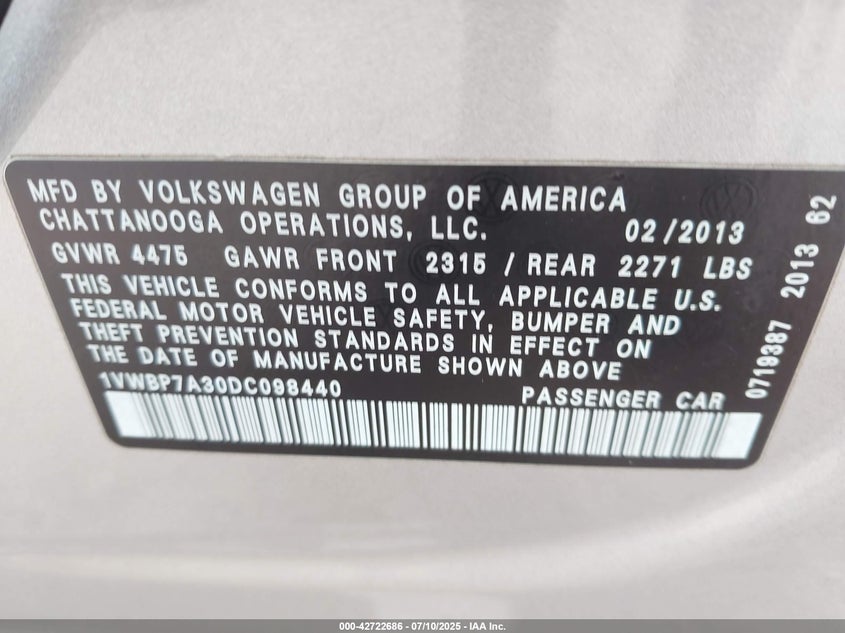 MFD BY VOLKSWAGEN GROUP OF AMERICA
CHATTANOOGA OPERATIONS, LLC. 02/2013
GVWR 4475 GAWR FRONT 2315 / REAR 2271 LBS
THIS VEHICLE CONFORMS TO ALL APPLICABLE U.S.
FEDERAL MOTOR VEHICLE SAFETY, BUMPER AND
THEFT PREVENTION STANDARDS IN EFFECT ON
THE DATE OF MANUFACTURE SHOWN ABOVE
1VWBP7A30DC098440 PASSENGER CAR
0719387 2013 62
000-42722686 - 07/10/2025 - IAA Inc.